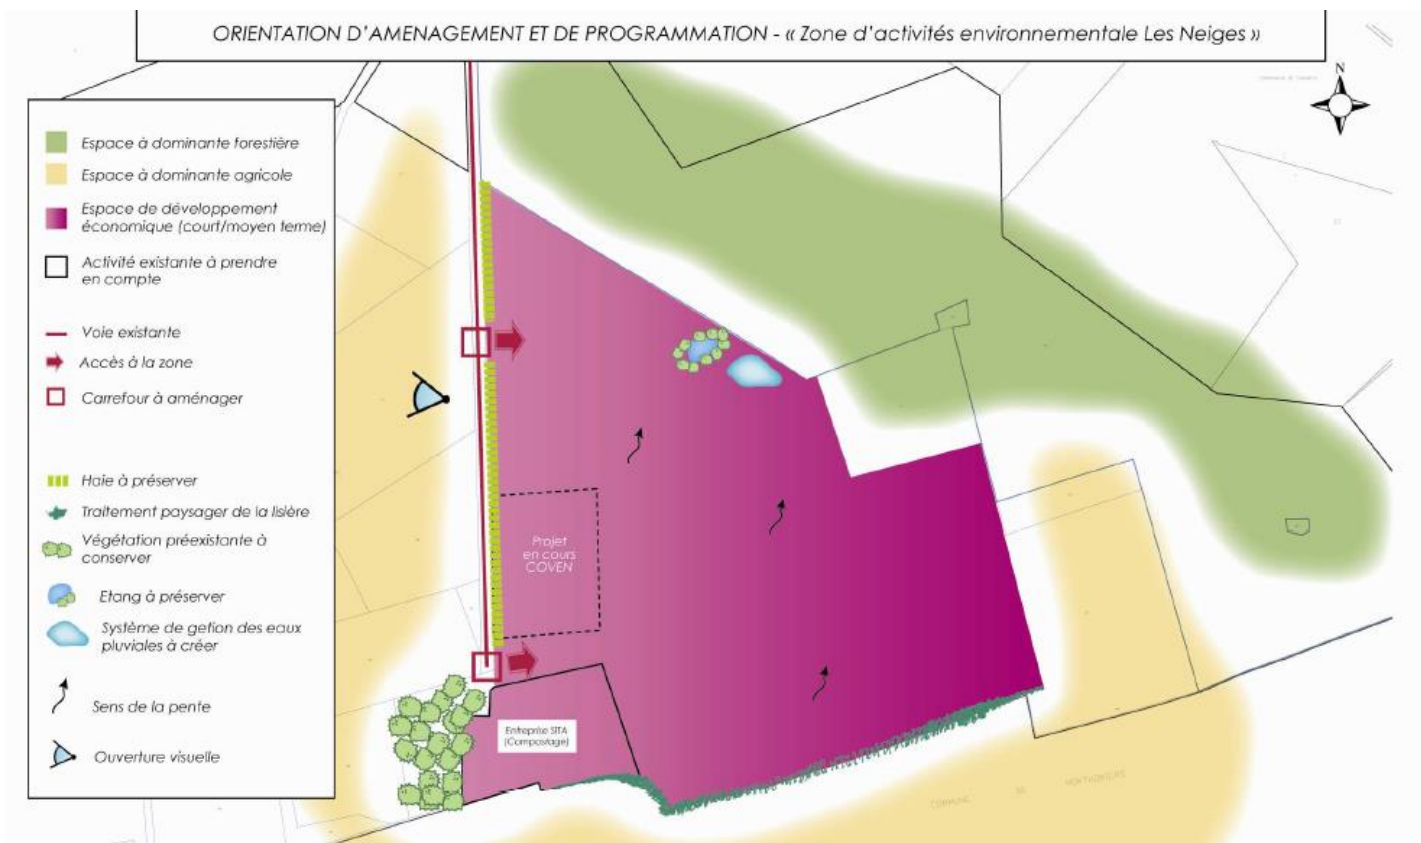 ORIENTATION D'AMENAGEMENT ET DE PROGRAMMATION - « Zone d'activités environnementale Les Neiges »
N
Espace à dominante forestière
Espace à dominante agricole
Espace de développement
économique (court/moyen terme)
Activité existante à prendre
en compte
Voie existante
Accès à la zone
Carrefour à aménager
Haie à préserver
Traitement paysager de la lisière
Végétation préexistante à
conserver
Etang à préserver
Système de getion des eaux
pluviales à créer
Sens de la pente
Ouverture visuelle
Projet
en cours
COVEN
Entreprise SITA
(Compostage)
COMMUNE DE